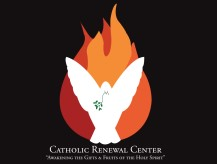 CATHOLIC RENEWAL CENTER
"AWAKENING THE GIFTS & FRUITS OF THE HOLY SPIRIT"